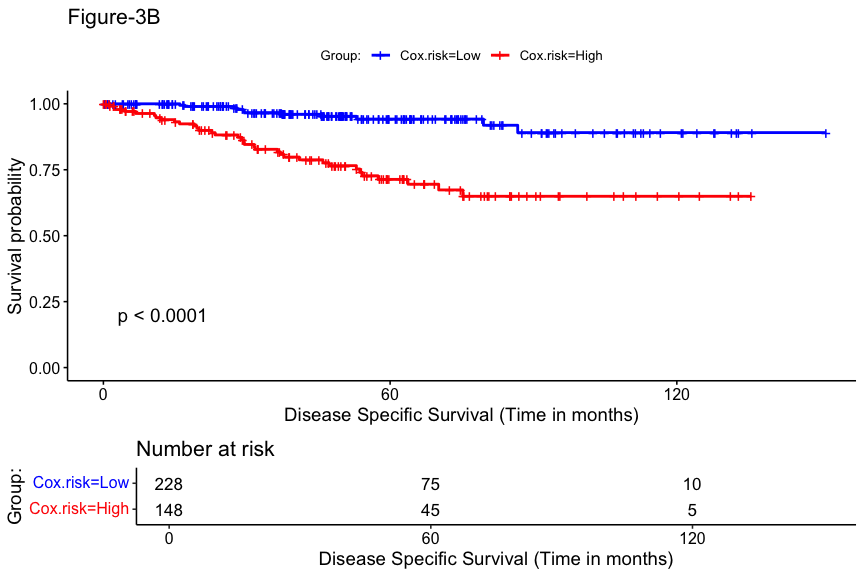 Figure-3B
Group: Cox.risk=Low Cox.risk=High
Survival probability
1.00
0.75
0.50
0.25
0.00
p < 0.0001
0 60 120
Disease Specific Survival (Time in months)
Number at risk
Group:
Cox.risk=Low 228 75 10
Cox.risk=High 148 45 5
0 60 120
Disease Specific Survival (Time in months)